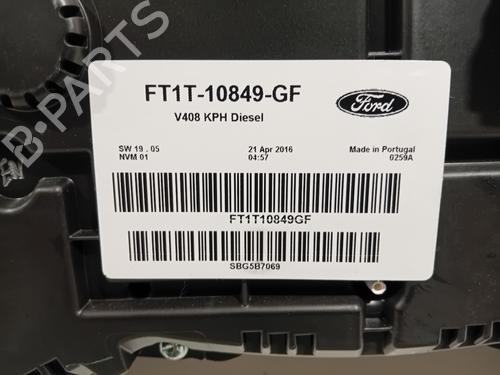 FT1T-10849-GF
Ford
V408 KPH Diesel
SW 19 . 05 21 Apr 2016 Made in Portugal
NVM 01 04:57 0259A
FT1T10849GF
SBG5B7069
B-PARTS